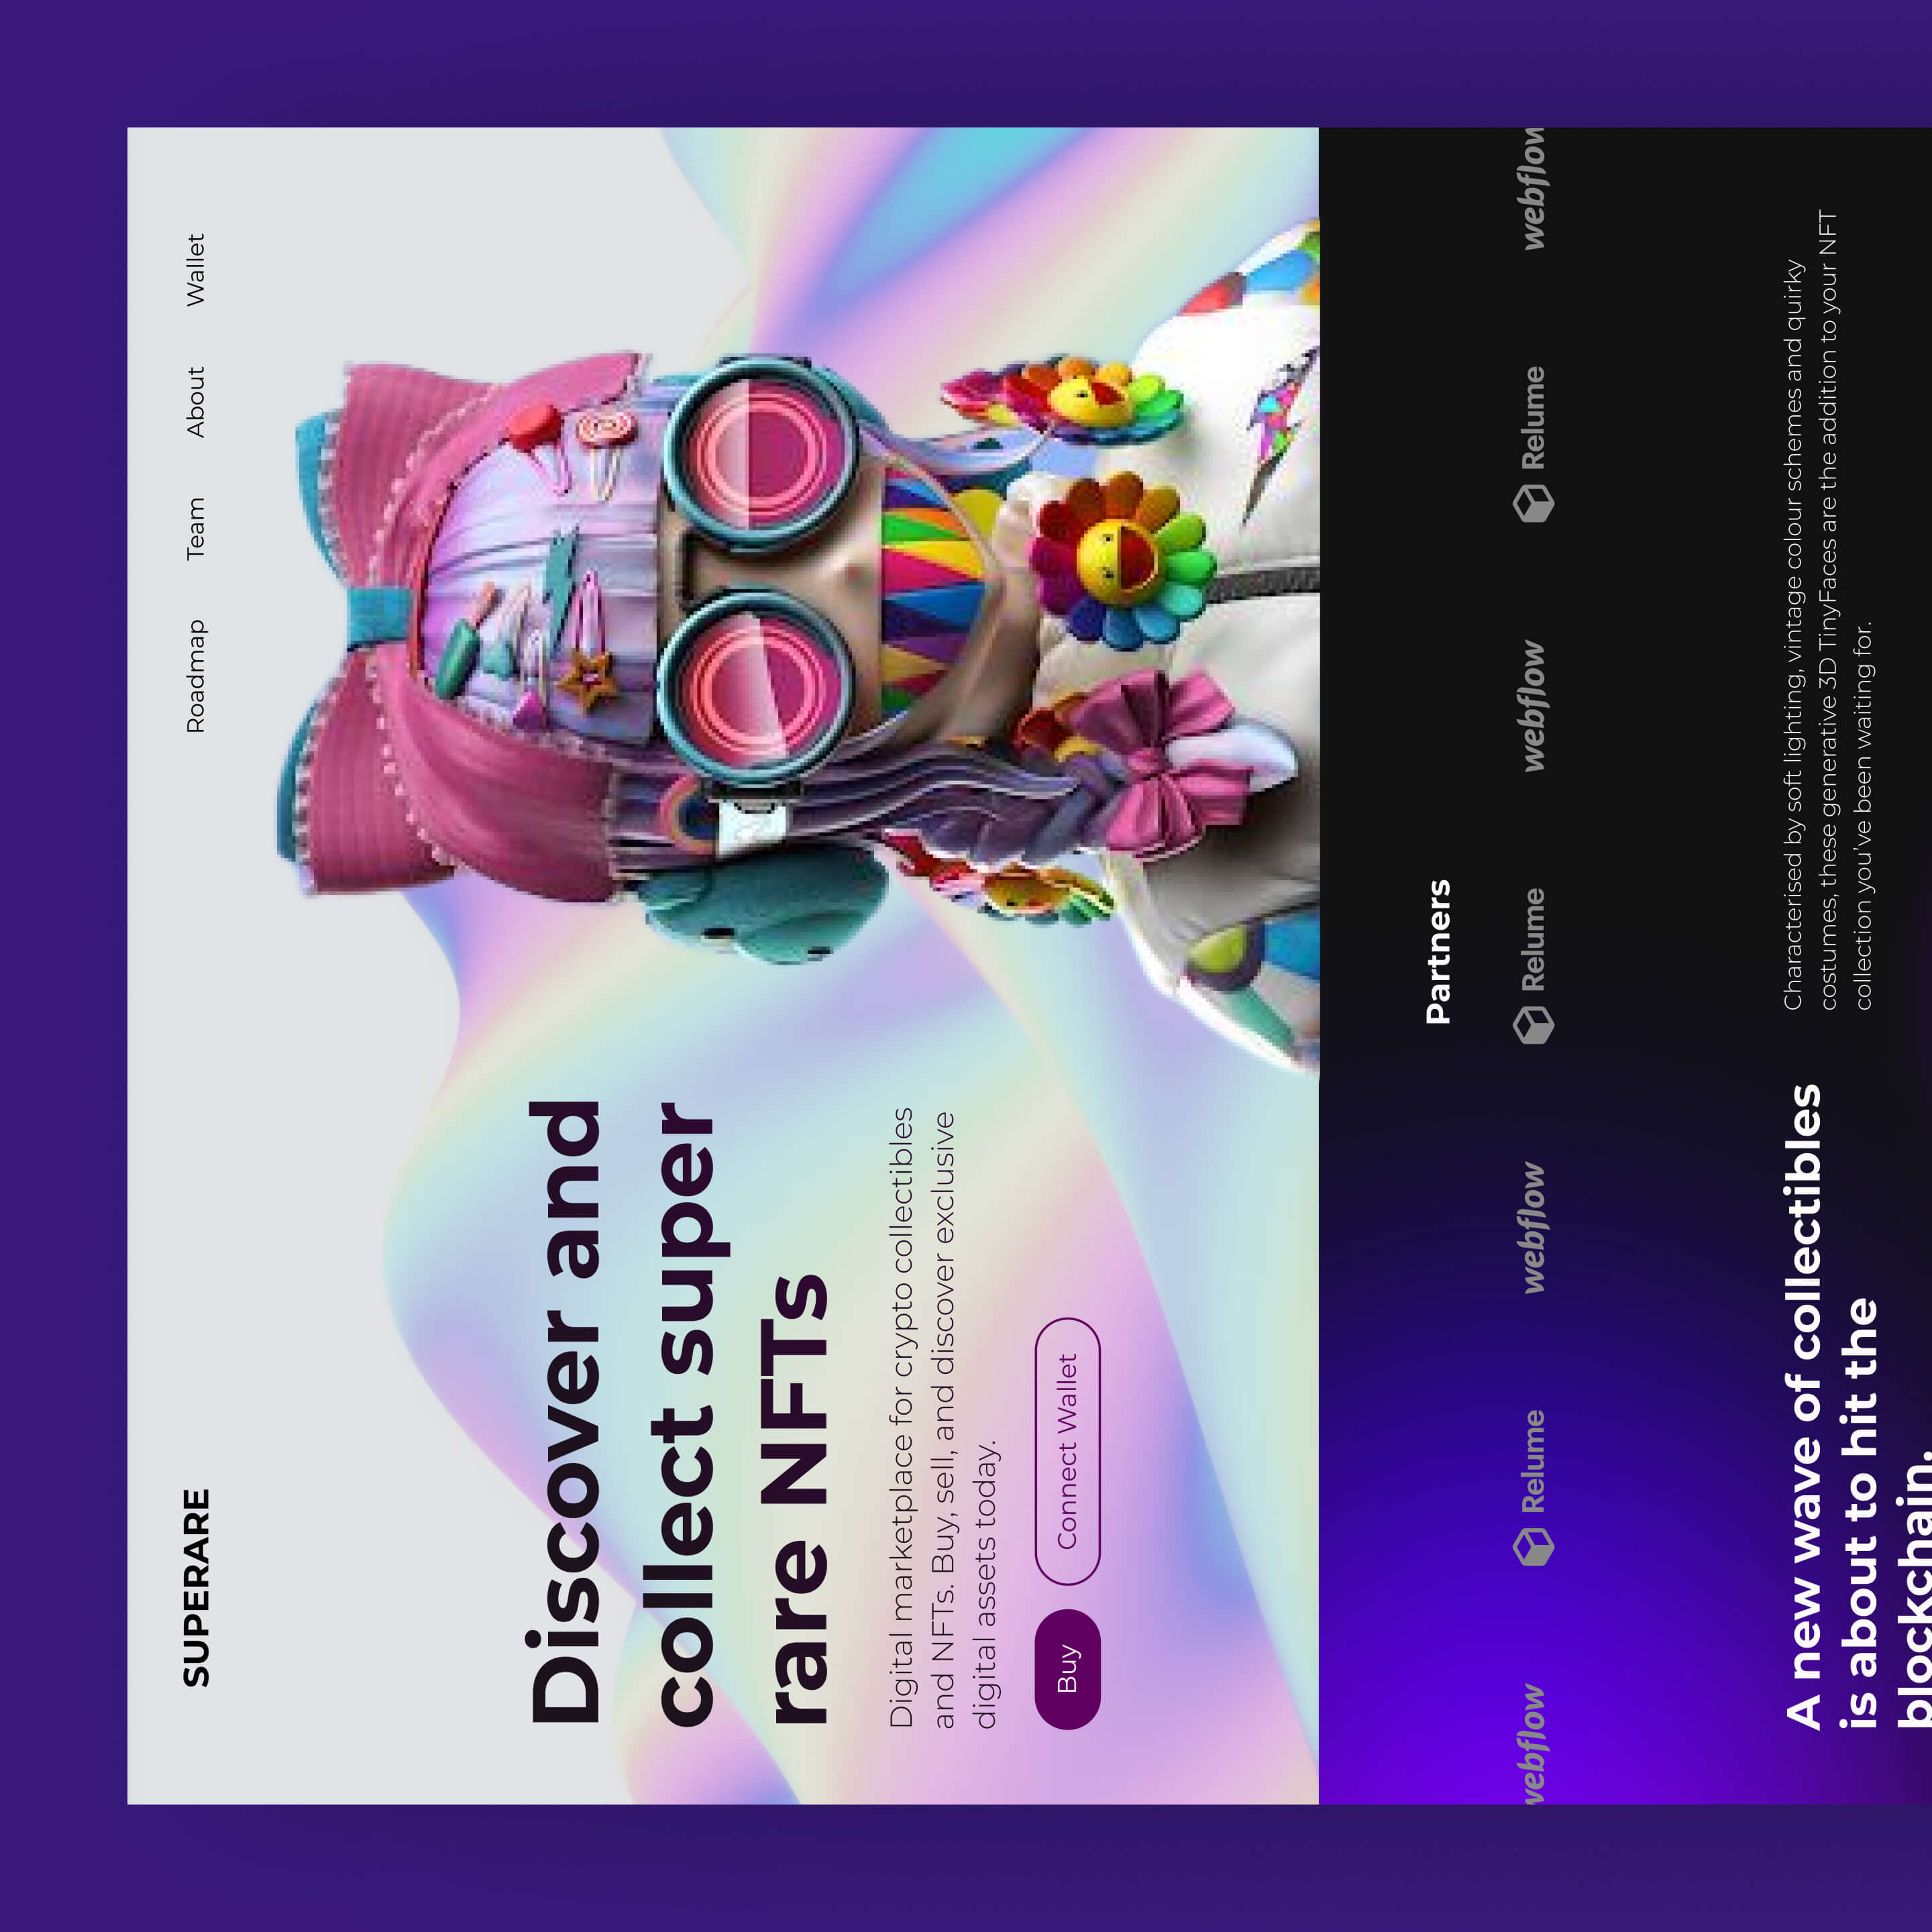 SUPERARE
Roadmap Team About Wallet
Discover and
collect super
rare NFTs
Digital marketplace for crypto collectibles
and NFTs. Buy, sell, and discover exclusive
digital assets today.
Buy Connect Wallet
Partners
webflow Relume webflow Relume webflow Relume webflow
A new wave of collectibles
is about to hit the
blockchain.
Characterised by soft lighting, vintage colour schemes and quirky
costumes, these generative 3D TinyFaces are the addition to your NFT
collection you've been waiting for.